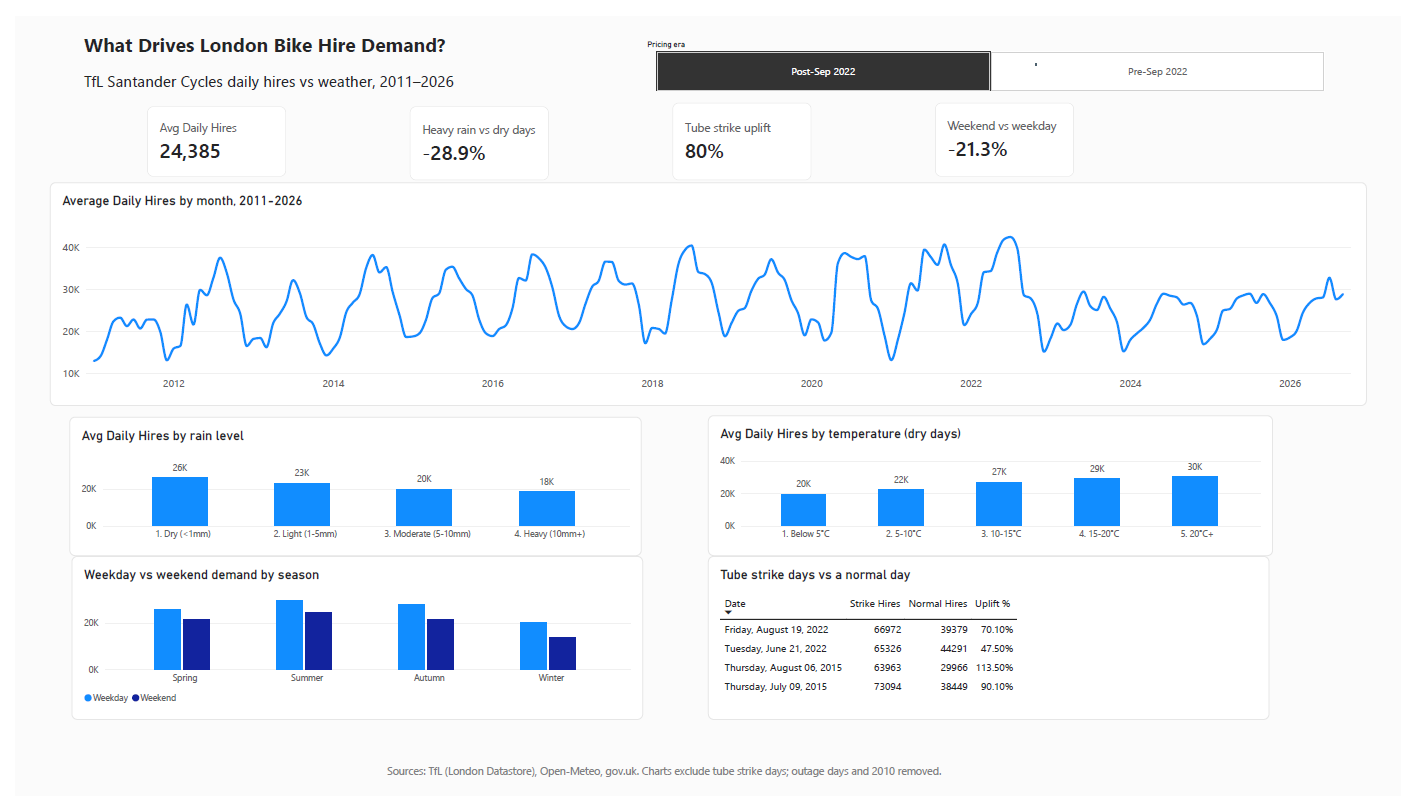 What Drives London Bike Hire Demand?
TfL Santander Cycles daily hires vs weather, 2011–2026
Pricing era
Post-Sep 2022
Pre-Sep 2022
Avg Daily Hires
24,385
Heavy rain vs dry days
-28.9%
Tube strike uplift
80%
Weekend vs weekday
-21.3%
Average Daily Hires by month, 2011-2026
40K
30K
20K
10K
2012 2014 2016 2018 2020 2022 2024 2026
Avg Daily Hires by rain level
26K 23K 20K 18K
20K
0K
1. Dry (<1mm) 2. Light (1-5mm) 3. Moderate (5-10mm) 4. Heavy (10mm+)
Avg Daily Hires by temperature (dry days)
40K
20K
0K
20K 22K 27K 29K 30K
1. Below 5°C 2. 5-10°C 3. 10-15°C 4. 15-20°C 5. 20°C+
Weekday vs weekend demand by season
20K
0K
Spring Summer Autumn Winter
Weekday Weekend
Tube strike days vs a normal day
Date Strike Hires Normal Hires Uplift %
Friday, August 19, 2022 66972 39379 70.10%
Tuesday, June 21, 2022 65326 44291 47.50%
Thursday, August 06, 2015 63963 29966 113.50%
Thursday, July 09, 2015 73094 38449 90.10%
Sources: TfL (London Datastore), Open-Meteo, gov.uk. Charts exclude tube strike days; outage days and 2010 removed.